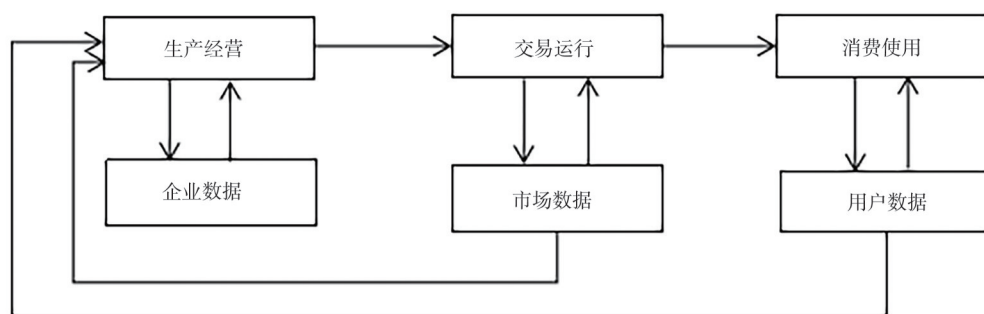 生产经营
交易运行
消费使用
企业数据
市场数据
用户数据